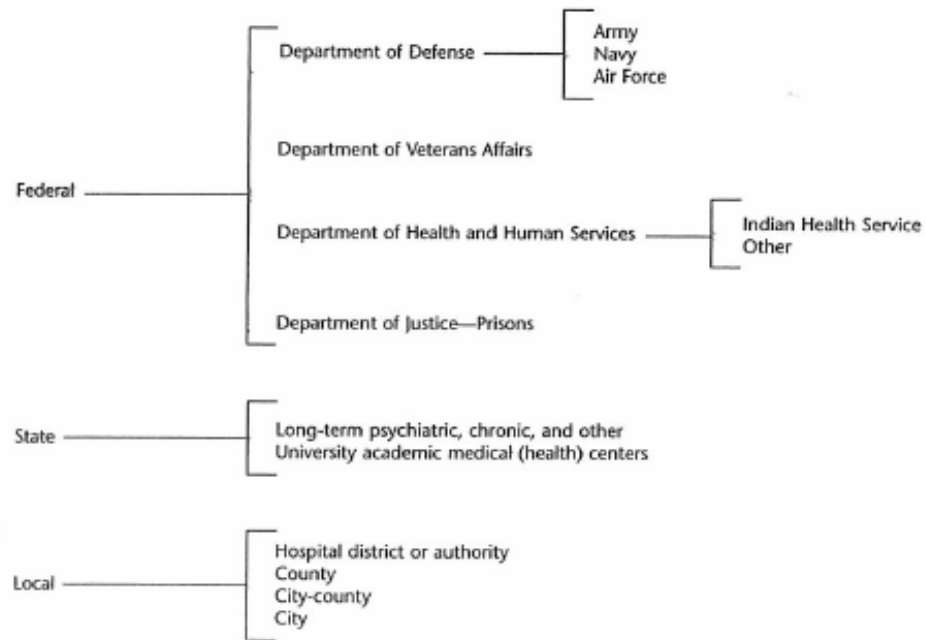 Federal
Department of Defense
Army
Navy
Air Force
Department of Veterans Affairs
Department of Health and Human Services
Indian Health Service
Other
Department of Justice—Prisons
State
Long-term psychiatric, chronic, and other
University academic medical (health) centers
Local
Hospital district or authority
County
City-county
City